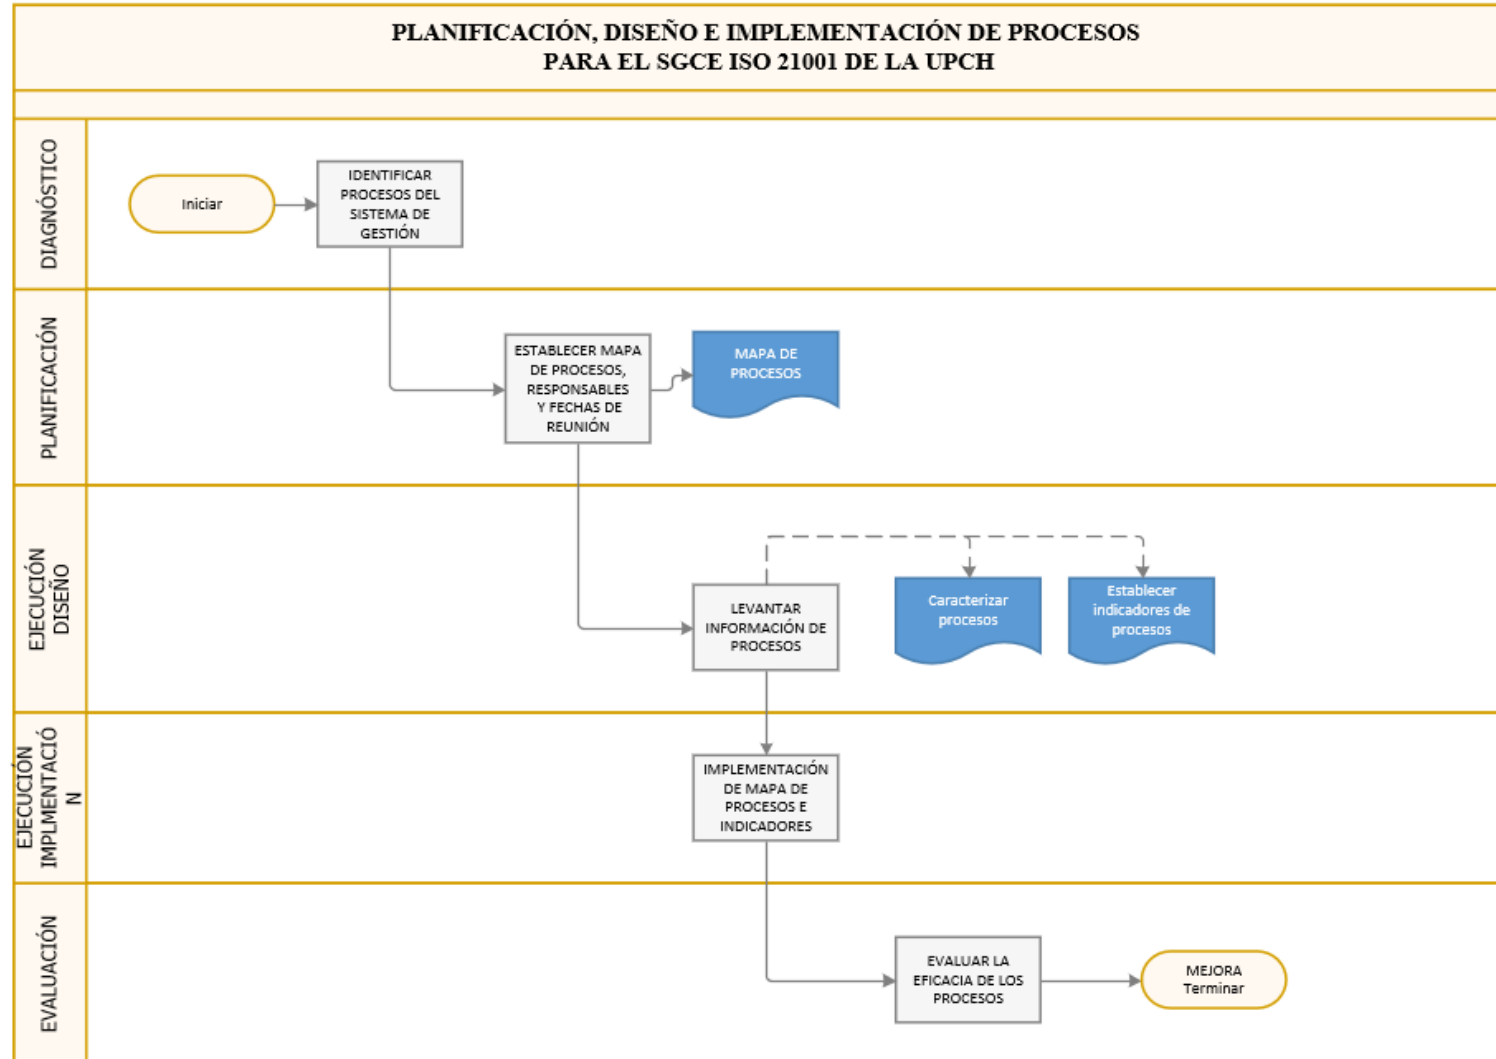 PLANIFICACIÓN, DISEÑO E IMPLEMENTACIÓN DE PROCESOS
PARA EL SGCE ISO 21001 DE LA UPCH
DIAGNÓSTICO
Iniciar
IDENTIFICAR
PROCESOS DEL
SISTEMA DE
GESTIÓN
PLANIFICACIÓN
ESTABLECER MAPA
DE PROCESOS,
RESPONSABLES
Y FECHAS DE
REUNIÓN
MAPA DE
PROCESOS
EJECUCIÓN
DISEÑO
LEVANTAR
INFORMACIÓN DE
PROCESOS
Caracterizar
procesos
Establecer
indicadores de
procesos
EJECUCIÓN
IMPLMENTACIÓ
N
IMPLEMENTACIÓN
DE MAPA DE
PROCESOS E
INDICADORES
EVALUACIÓN
EVALUAR LA
EFICACIA DE LOS
PROCESOS
MEJORA
Terminar